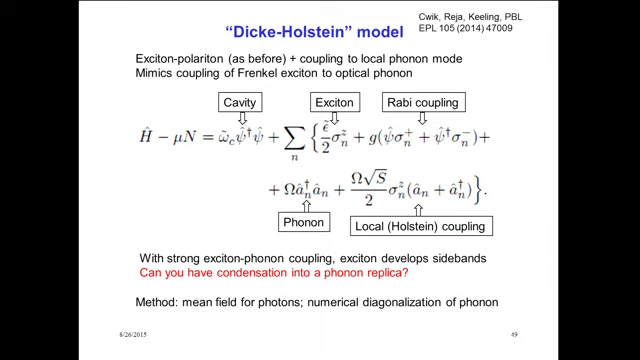 Cwik, Reja, Keeling, PBL
EPL 105 (2014) 47009
“Dicke-Holstein” model
Exciton-polariton (as before) + coupling to local phonon mode
Mimics coupling of Frenkel exciton to optical phonon
Cavity Exciton Rabi coupling
Ĥ − μN = ω̃_c ψ̂†ψ̂ + ∑_n { ε̃/2 σ_n^z + g(ψ̂σ_n^+ + ψ̂†σ_n^−) +
+ Ωâ_n†â_n + Ω√S/2 σ_n^z(â_n + â_n†) }.
Phonon Local (Holstein) coupling
With strong exciton-phonon coupling, exciton develops sidebands
Can you have condensation into a phonon replica?
Method: mean field for photons; numerical diagonalization of phonon
8/26/2015 49